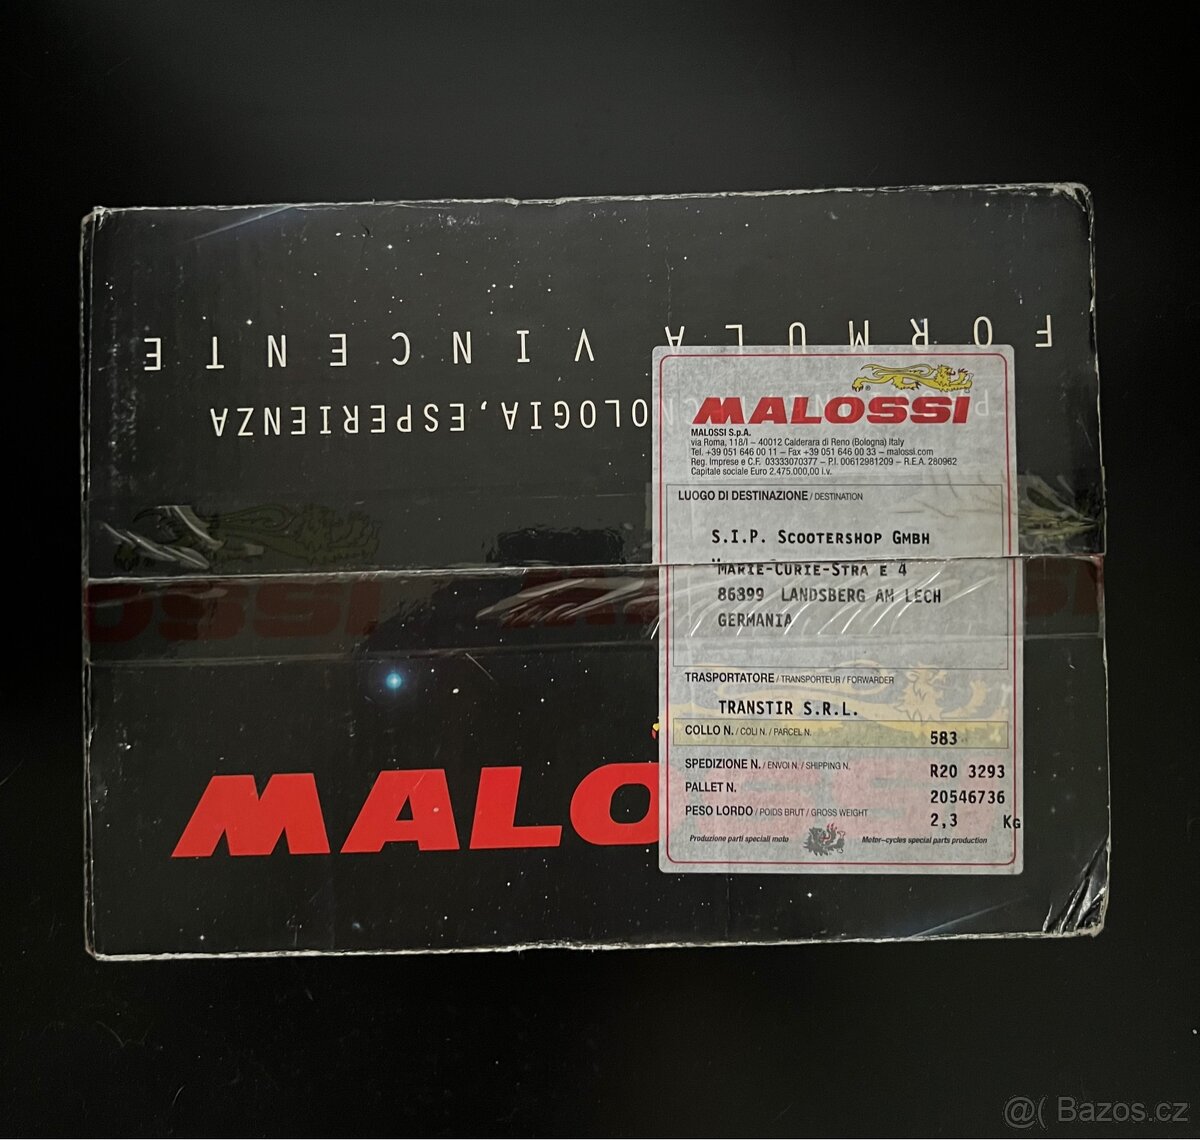 FORMULA VINCENTE
OLOGIA, ESPERIENZA
MALOSSI
MALOSSI S.p.A.
via Roma, 118/I – 40012 Calderara di Reno (Bologna) Italy
Tel. +39 051 646 00 11 – Fax +39 051 646 00 33 – malossi.com
Reg. Imprese e C.F. 03333070377 – P.I. 00612981209 – R.E.A. 280962
Capitale sociale Euro 2.475.000,00 i.v.
LUOGO DI DESTINAZIONE / DESTINATION
S.I.P. SCOOTERSHOP GMBH
MARIE-CURIE-STRA E 4
86899 LANDSBERG AM LECH
GERMANIA
OSSI
TRASPORTATORE / TRANSPORTEUR / FORWARDER
TRANSTIR S.R.L.
COLLO N. / COLI N. / PARCEL N. 583
SPEDIZIONE N. / ENVOI N. / SHIPPING N. R20 3293
PALLET N. 20546736
PESO LORDO / POIDS BRUT / GROSS WEIGHT 2,3 Kg
Produzione parti speciali moto Motor-cycles special parts production
MALO
@( Bazos.cz